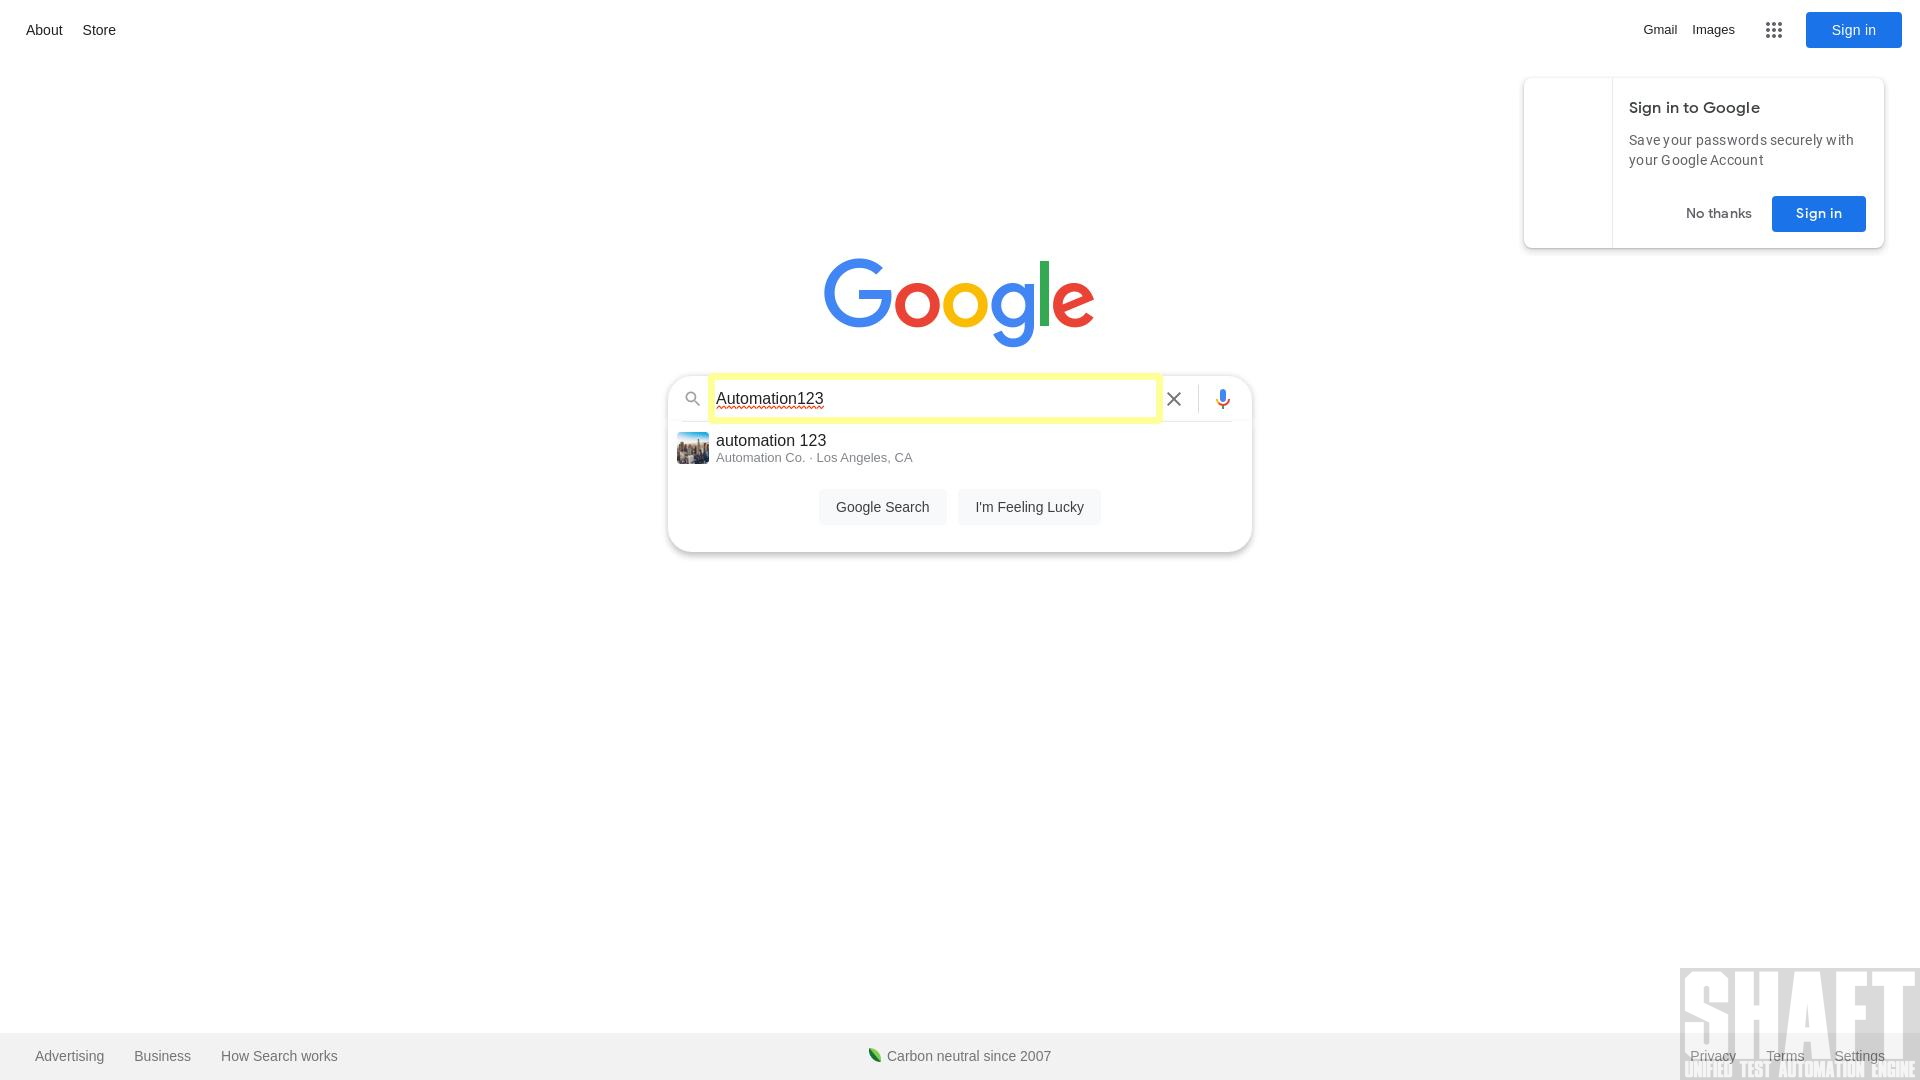 About Store
Gmail Images Sign in
Sign in to Google
Save your passwords securely with
your Google Account
No thanks Sign in
Google
Automation123
automation 123
Automation Co. · Los Angeles, CA
Google Search I'm Feeling Lucky
SHAFT
UNIFIED TEST AUTOMATION ENGINE
Advertising Business How Search works Carbon neutral since 2007 Privacy Terms Settings